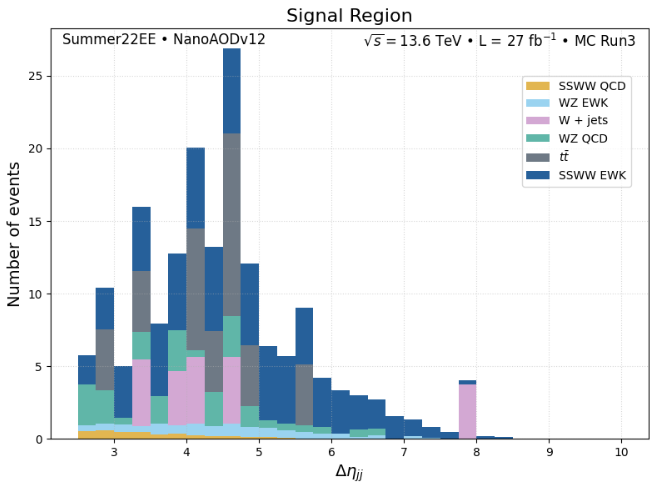 Signal Region
Summer22EE • NanoAODv12
√s = 13.6 TeV • L = 27 fb⁻¹ • MC Run3
SSWW QCD
WZ EWK
W + jets
WZ QCD
tt̄
SSWW EWK
Number of events
25
20
15
10
5
0
3 4 5 6 7 8 9 10
Δη_jj